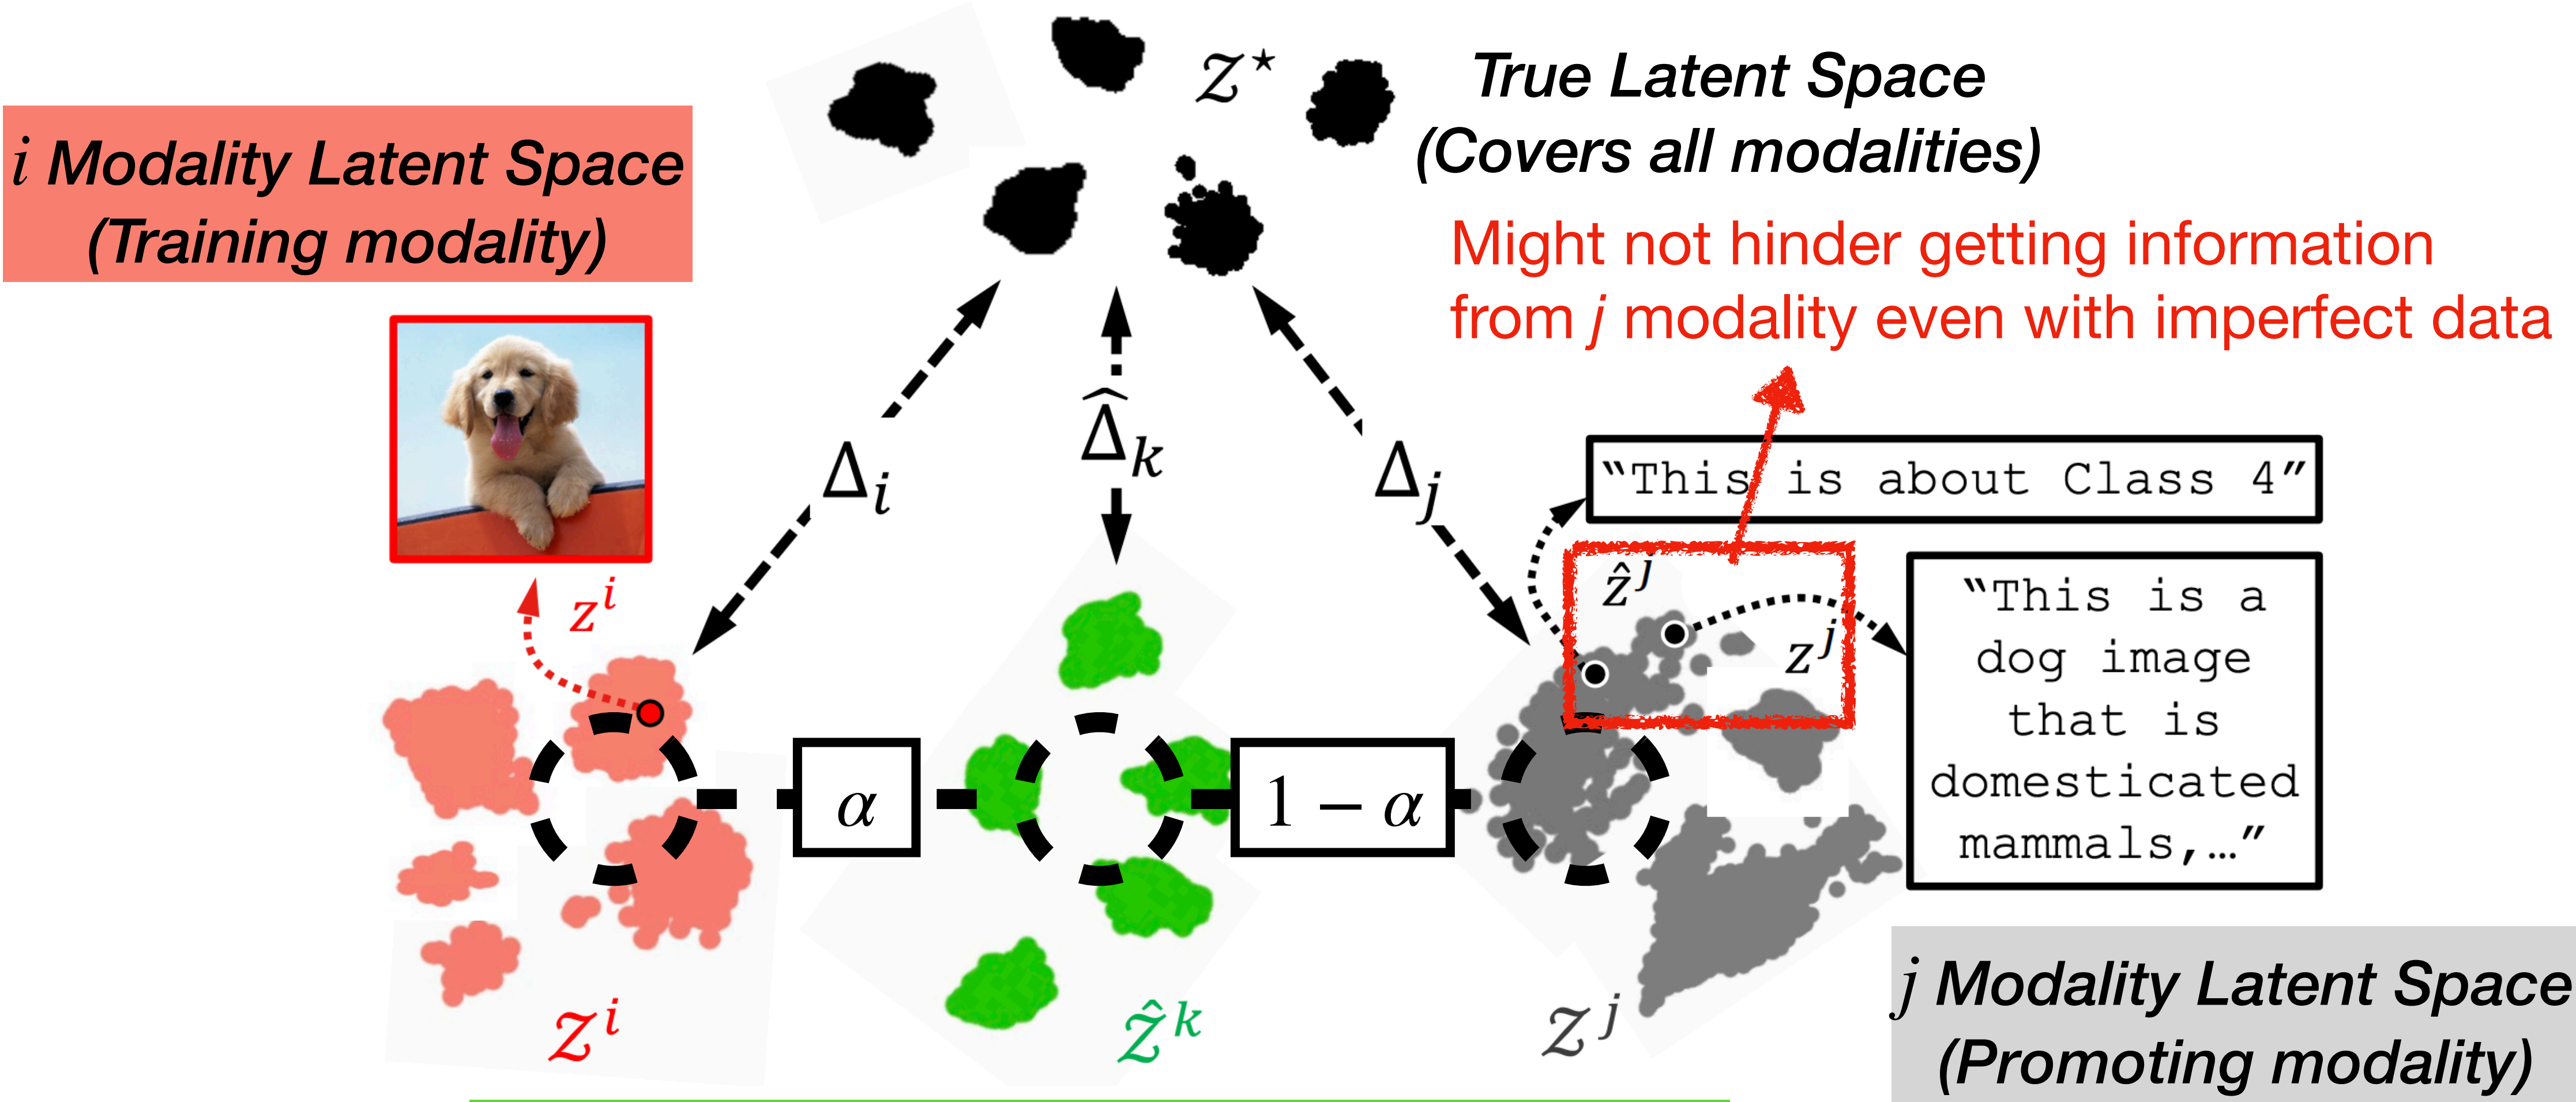 𝒵⋆
True Latent Space
(Covers all modalities)
i Modality Latent Space
(Training modality)
Might not hinder getting information
from j modality even with imperfect data
Δi
Δ̂k
Δj
“This is about Class 4”
zi
ẑj
zj
“This is a
dog image
that is
domesticated
mammals,…”
α
1 − α
𝒵i
𝒵̂k
𝒵j
j Modality Latent Space
(Promoting modality)